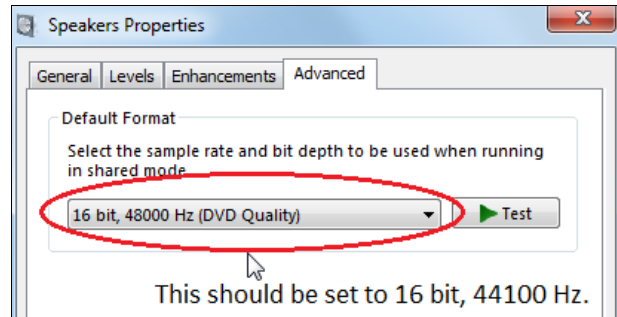 Speakers Properties
General Levels Enhancements Advanced
Default Format
Select the sample rate and bit depth to be used when running
in shared mode.
16 bit, 48000 Hz (DVD Quality)
Test
This should be set to 16 bit, 44100 Hz.